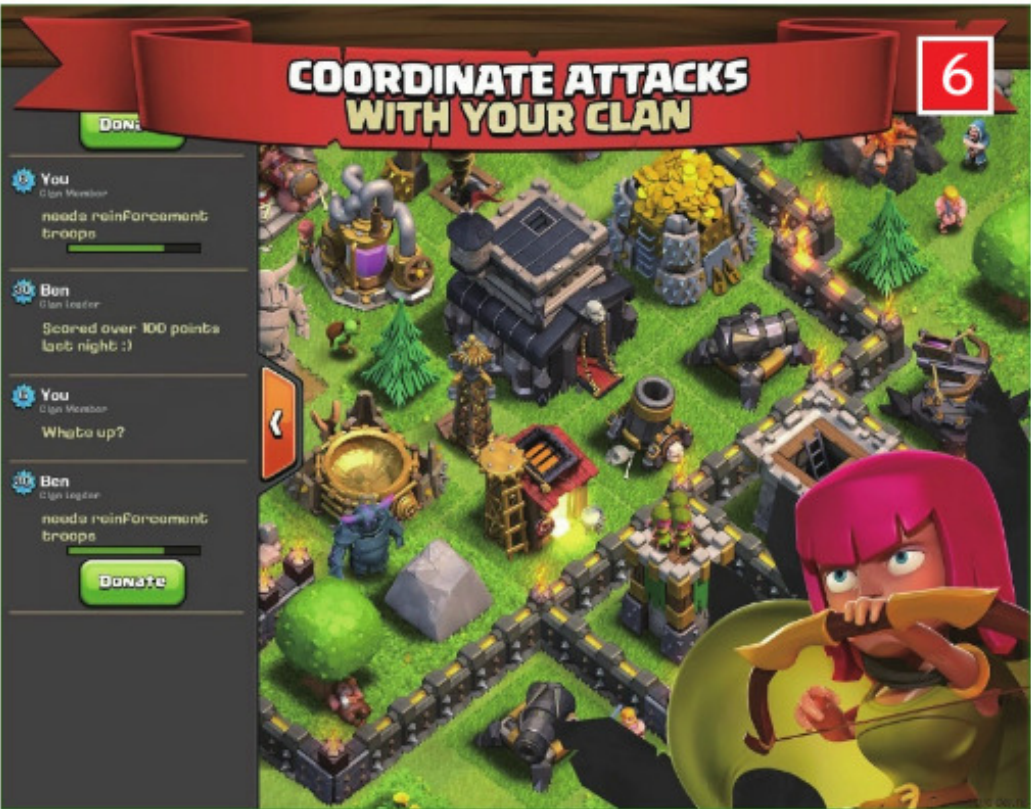 COORDINATE ATTACKS
WITH YOUR CLAN
6
You
Clan Member
needs reinforcement
troops
Ben
Clan Leader
Scored over 100 points
last night :)
You
Clan Member
Whats up?
Ben
Clan Leader
needs reinforcement
troops
Donate